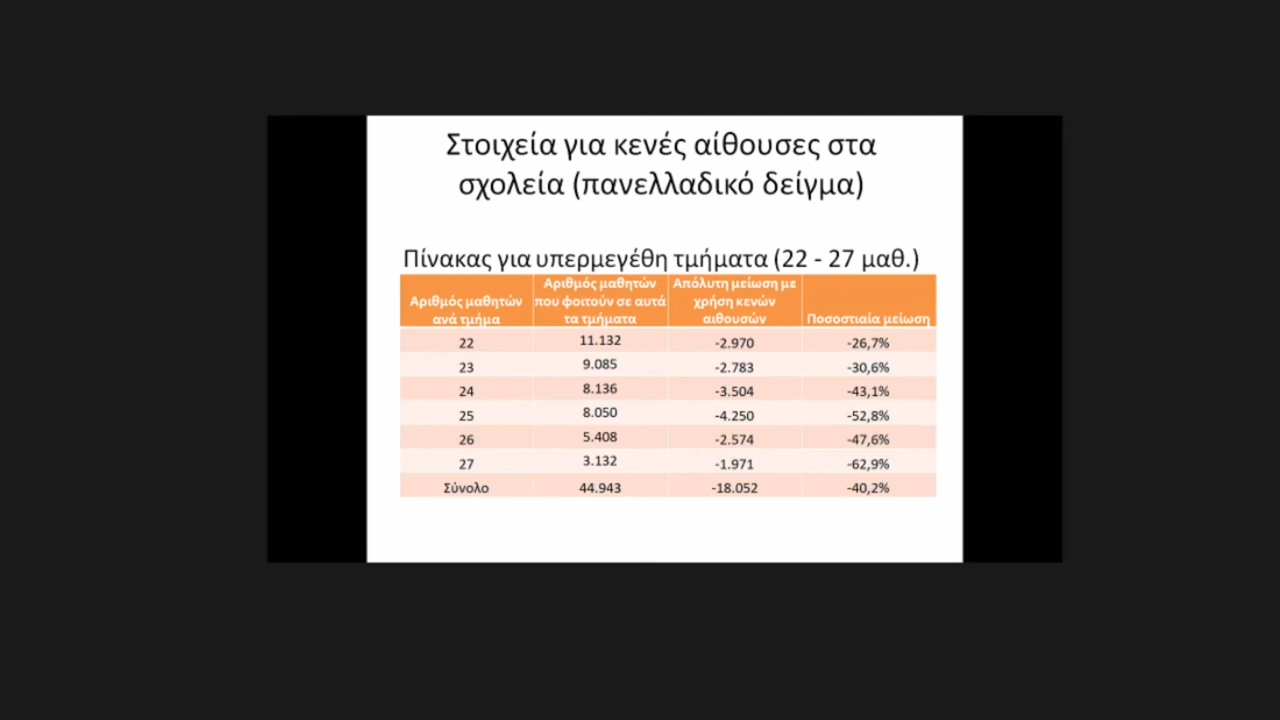 Στοιχεία για κενές αίθουσες στα
σχολεία (πανελλαδικό δείγμα)
Πίνακας για υπερμεγέθη τμήματα (22 - 27 μαθ.)
Αριθμός μαθητών ανά τμήμα | Αριθμός μαθητών που φοιτούν σε αυτά τα τμήματα | Απόλυτη μείωση με χρήση κενών αιθουσών | Ποσοστιαία μείωση
22 11.132 -2.970 -26,7%
23 9.085 -2.783 -30,6%
24 8.136 -3.504 -43,1%
25 8.050 -4.250 -52,8%
26 5.408 -2.574 -47,6%
27 3.132 -1.971 -62,9%
Σύνολο 44.943 -18.052 -40,2%